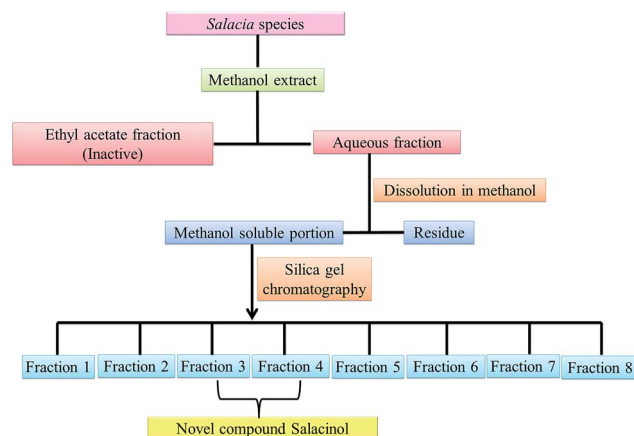 Salacia species
Methanol extract
Ethyl acetate fraction
(Inactive)
Aqueous fraction
Dissolution in methanol
Methanol soluble portion
Residue
Silica gel
chromatography
Fraction 1
Fraction 2
Fraction 3
Fraction 4
Fraction 5
Fraction 6
Fraction 7
Fraction 8
Novel compound Salacinol